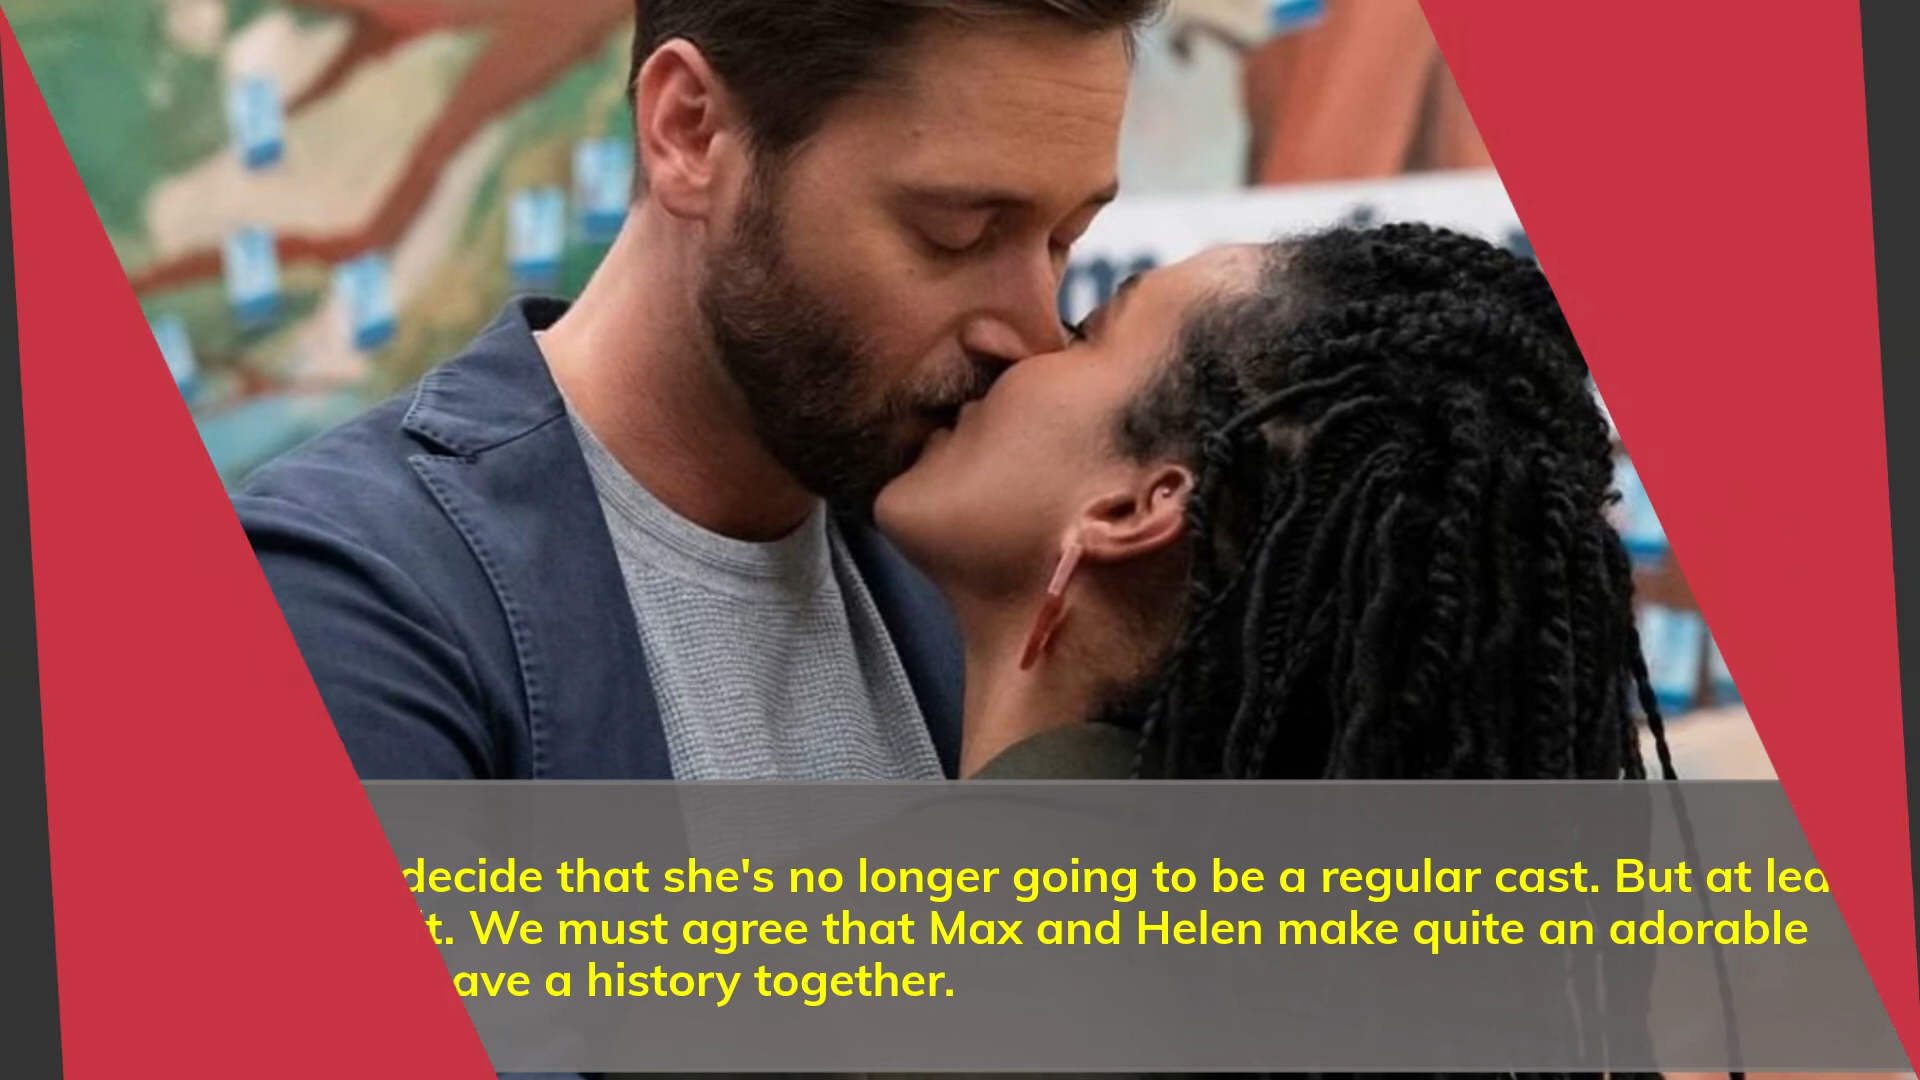 decide that she's no longer going to be a regular cast. But at lea
t. We must agree that Max and Helen make quite an adorable
ave a history together.